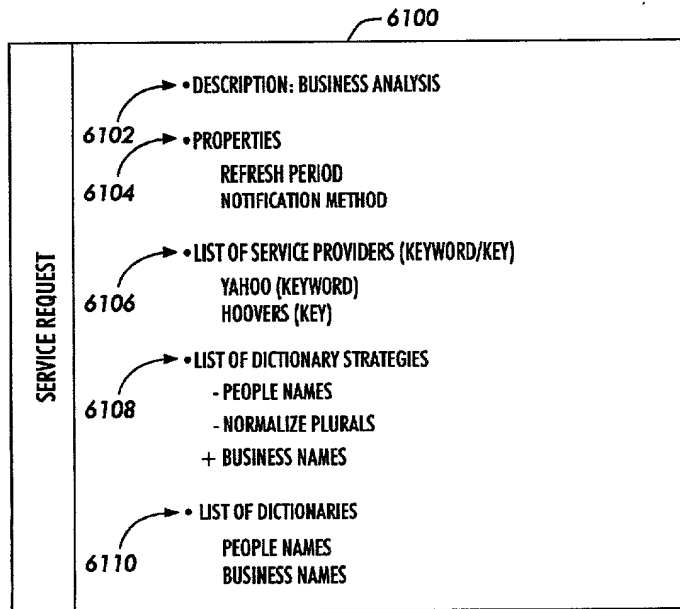 6100
SERVICE REQUEST
6102
• DESCRIPTION: BUSINESS ANALYSIS
6104
• PROPERTIES
REFRESH PERIOD
NOTIFICATION METHOD
6106
• LIST OF SERVICE PROVIDERS (KEYWORD/KEY)
YAHOO (KEYWORD)
HOOVERS (KEY)
6108
• LIST OF DICTIONARY STRATEGIES
- PEOPLE NAMES
- NORMALIZE PLURALS
+ BUSINESS NAMES
6110
• LIST OF DICTIONARIES
PEOPLE NAMES
BUSINESS NAMES